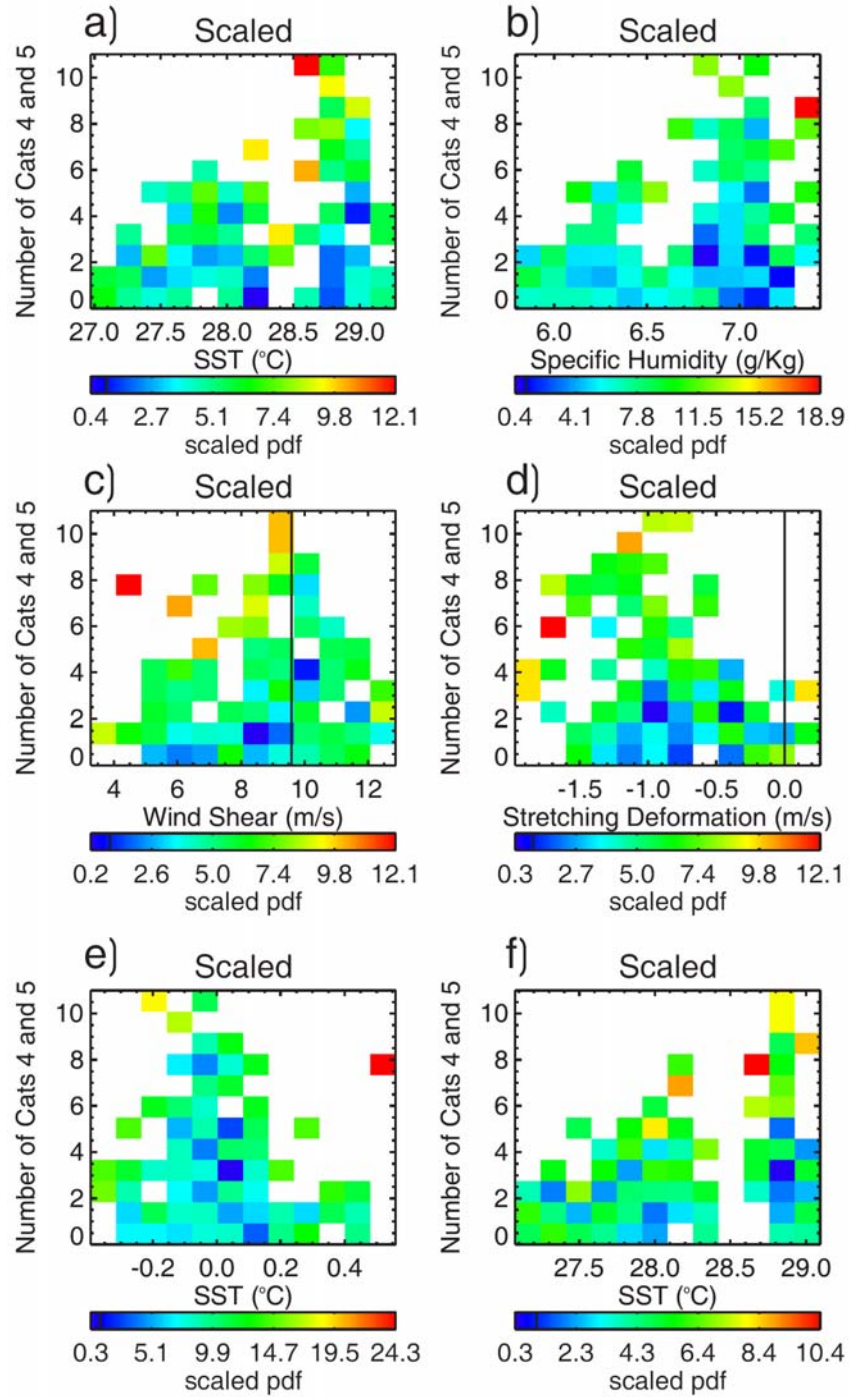 a) Scaled
Number of Cats 4 and 5
10
8
6
4
2
0
27.0 27.5 28.0 28.5 29.0
SST (°C)
0.4 2.7 5.1 7.4 9.8 12.1
scaled pdf
b) Scaled
Number of Cats 4 and 5
10
8
6
4
2
0
6.0 6.5 7.0
Specific Humidity (g/Kg)
0.4 4.1 7.8 11.5 15.2 18.9
scaled pdf
c) Scaled
Number of Cats 4 and 5
10
8
6
4
2
0
4 6 8 10 12
Wind Shear (m/s)
0.2 2.6 5.0 7.4 9.8 12.1
scaled pdf
d) Scaled
Number of Cats 4 and 5
10
8
6
4
2
0
-1.5 -1.0 -0.5 0.0
Stretching Deformation (m/s)
0.3 2.7 5.0 7.4 9.8 12.1
scaled pdf
e) Scaled
Number of Cats 4 and 5
10
8
6
4
2
0
-0.2 0.0 0.2 0.4
SST (°C)
0.3 5.1 9.9 14.7 19.5 24.3
scaled pdf
f) Scaled
Number of Cats 4 and 5
10
8
6
4
2
0
27.5 28.0 28.5 29.0
SST (°C)
0.3 2.3 4.3 6.4 8.4 10.4
scaled pdf